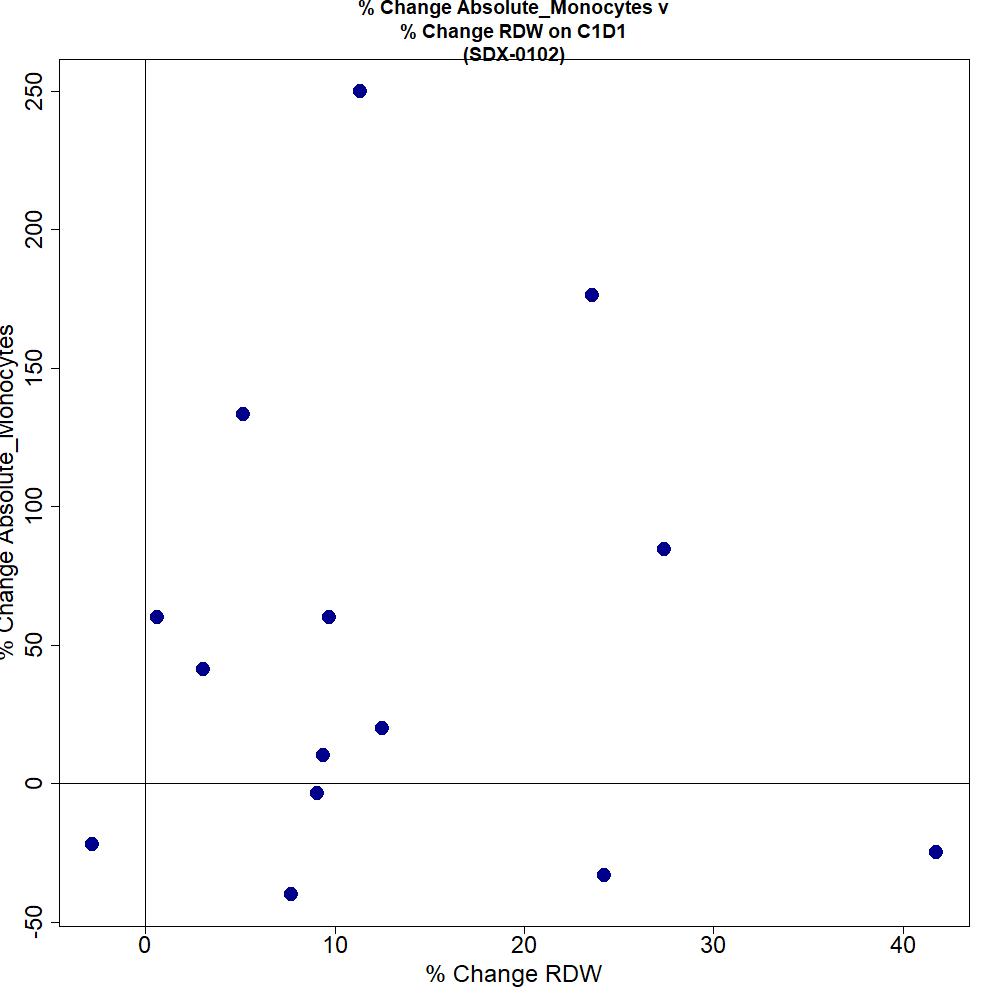 % Change Absolute_Monocytes v
% Change RDW on C1D1
(SDX-0102)
% Change Absolute_Monocytes
250
200
150
100
50
0
-50
0 10 20 30 40
% Change RDW